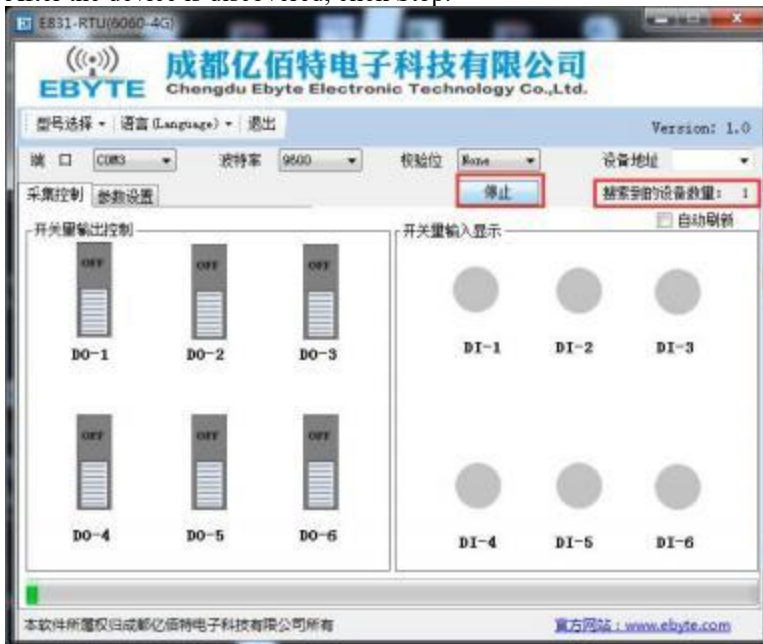 After the device is discovered, click Stop.
E831-RTU(6060-4G)
EBYTE
成都亿佰特电子科技有限公司
Chengdu Ebyte Electronic Technology Co.,Ltd.
型号选择 语言(Language) 退出 Version: 1.0
端 口 COM3 波特率 9600 校验位 None 设备地址
采集控制 参数设置 停止 搜索到的设备数量: 1
自动刷新
开关量输出控制 开关量输入显示
OFF OFF OFF
DO-1 DO-2 DO-3 DI-1 DI-2 DI-3
OFF OFF OFF
DO-4 DO-5 DO-6 DI-4 DI-5 DI-6
本软件所属权归成都亿佰特电子科技有限公司所有 官方网站：www.ebyte.com